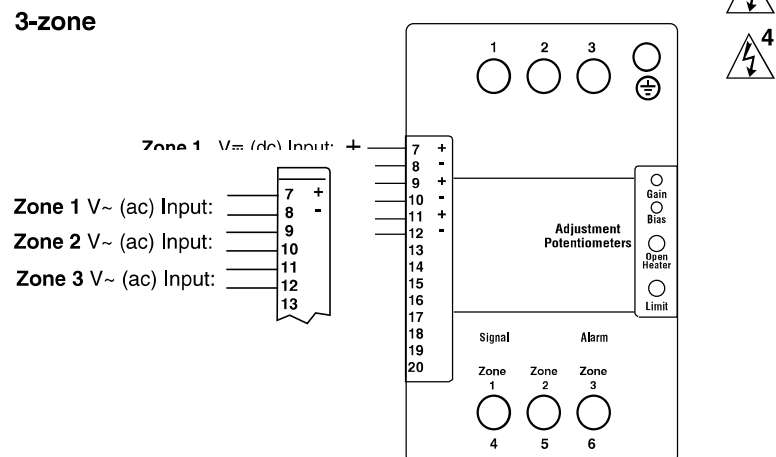 3-zone
4
1 2 3
Zone 1 V⎓ (dc) Input: +
7 +
8 -
9 +
10 -
11 +
12 -
13
14
15
16
17
18
19
20
7 +
8 -
9
10
11
12
13
Zone 1 V~ (ac) Input:
Zone 2 V~ (ac) Input:
Zone 3 V~ (ac) Input:
Adjustment
Potentiometers
Gain
Bias
Open
Heater
Limit
Signal Alarm
Zone Zone Zone
1 2 3
4 5 6